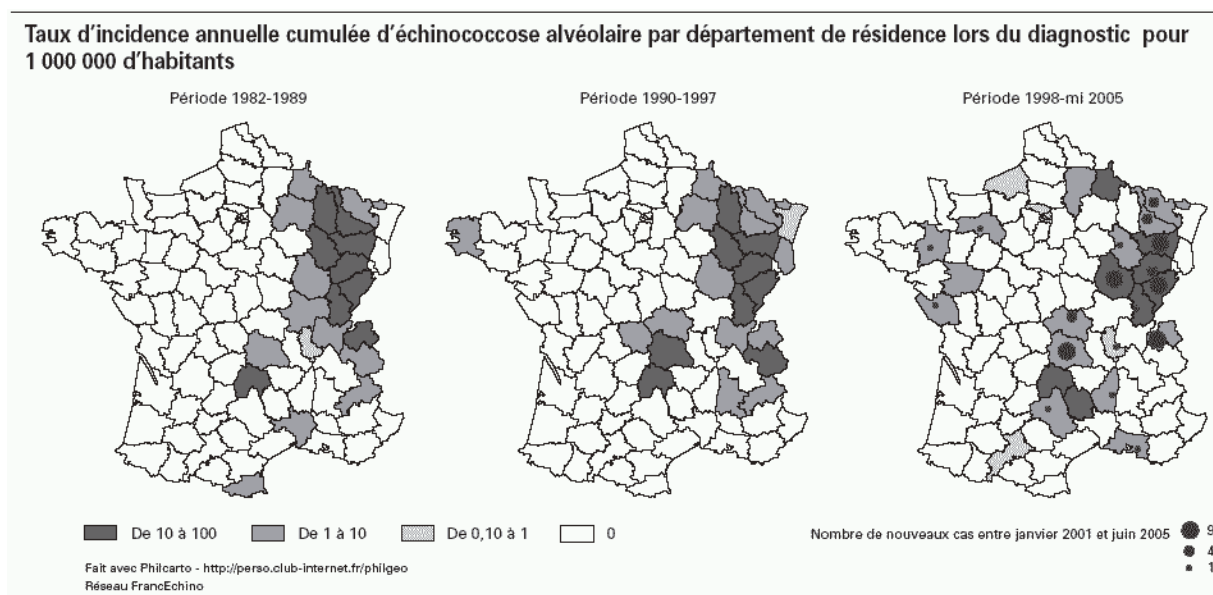 Taux d'incidence annuelle cumulée d'échinococcose alvéolaire par département de résidence lors du diagnostic pour
1 000 000 d'habitants
Période 1982-1989
Période 1990-1997
Période 1998-mi 2005
De 10 à 100
De 1 à 10
De 0,10 à 1
0
Nombre de nouveaux cas entre janvier 2001 et juin 2005
9
4
1
Fait avec Philcarto - http://perso.club-internet.fr/philgeo
Réseau FrancEchino